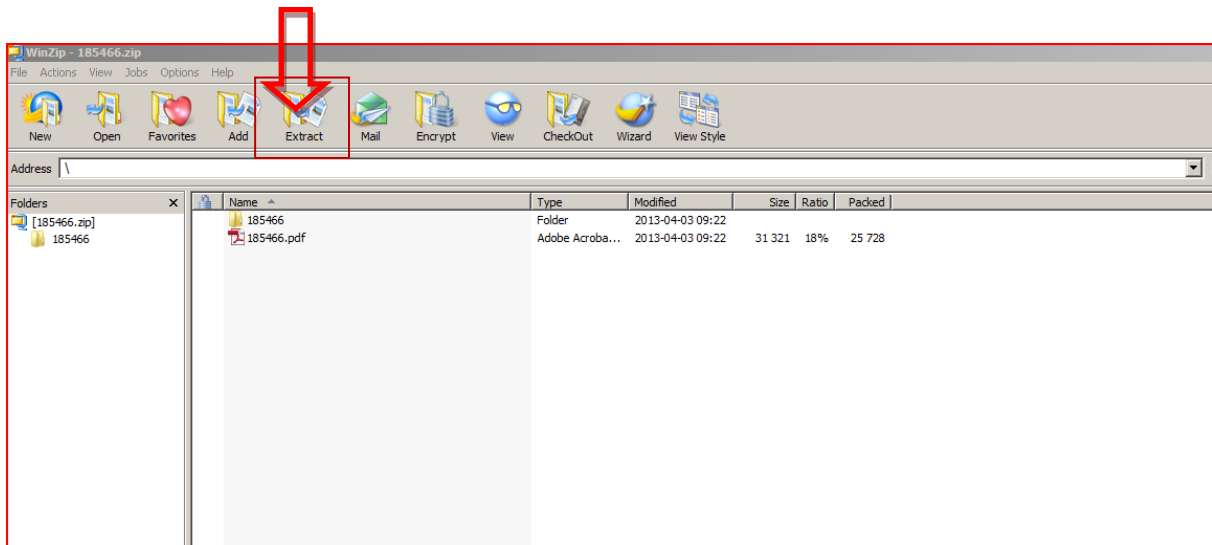 WinZip - 185466.zip
File Actions View Jobs Options Help
New Open Favorites Add Extract Mail Encrypt View CheckOut Wizard View Style
Address \
Folders X Name Type Modified Size Ratio Packed
[185466.zip] 185466 Folder 2013-04-03 09:22
185466 185466.pdf Adobe Acroba... 2013-04-03 09:22 31 321 18% 25 728